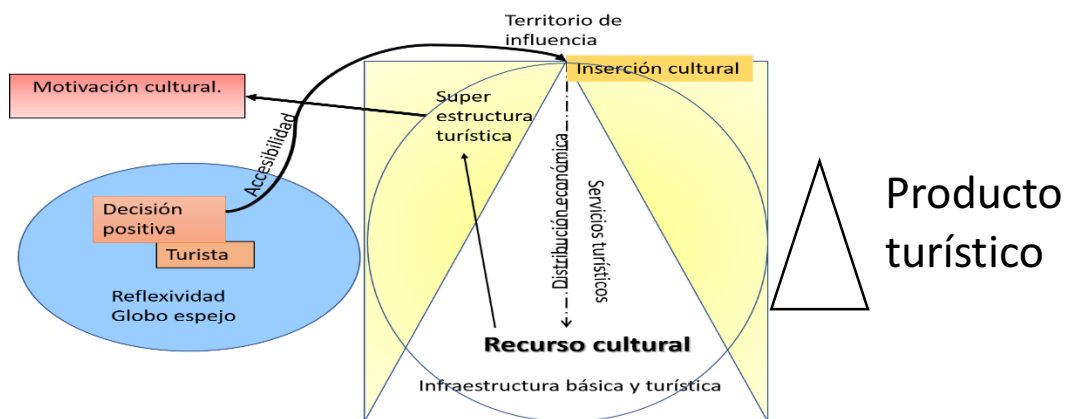 Territorio de
influencia
Inserción cultural
Motivación cultural.
Super
estructura
turística
Accesibilidad
Distribución económica
Servicios turísticos
Decisión
positiva
Turista
Reflexividad
Globo espejo
Recurso cultural
Infraestructura básica y turística
Producto
turístico